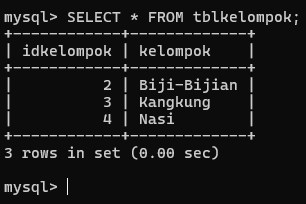 mysql> SELECT * FROM tblkelompok;
+------------+-------------+
| idkelompok | kelompok    |
+------------+-------------+
|          2 | Biji-Bijian |
|          3 | Kangkung    |
|          4 | Nasi        |
+------------+-------------+
3 rows in set (0.00 sec)
mysql>